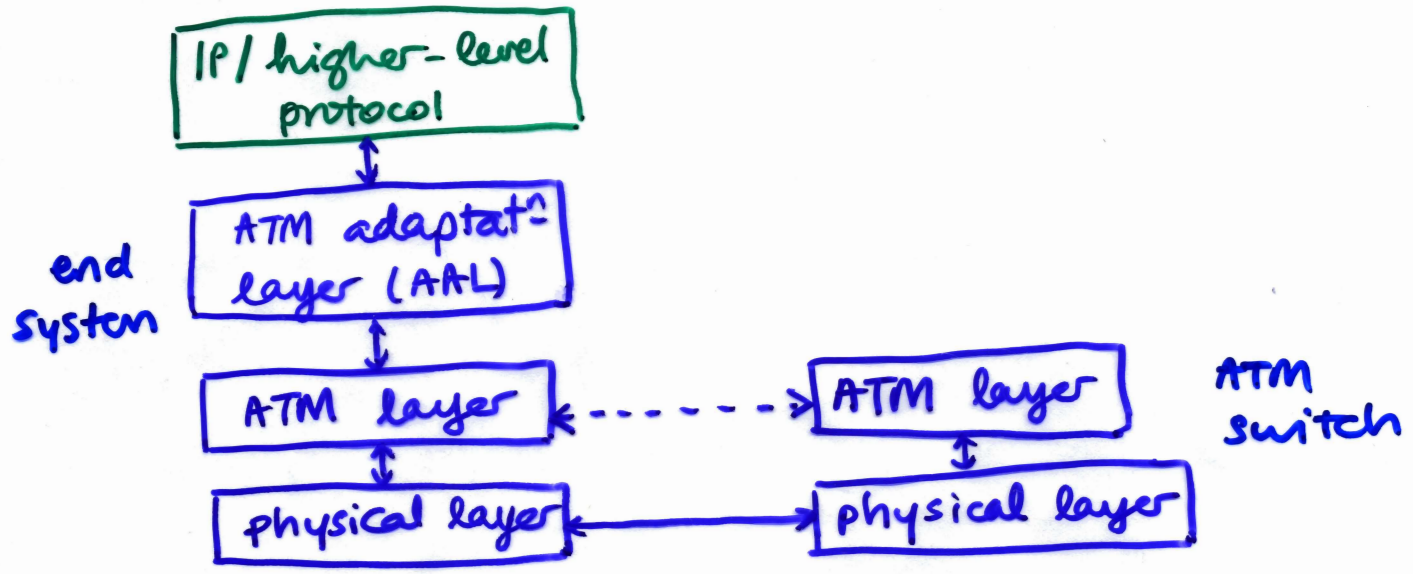 IP/higher-level
protocol
ATM adaptatⁿ
layer (AAL)
end
system
ATM layer
ATM layer
ATM
switch
physical layer
physical layer